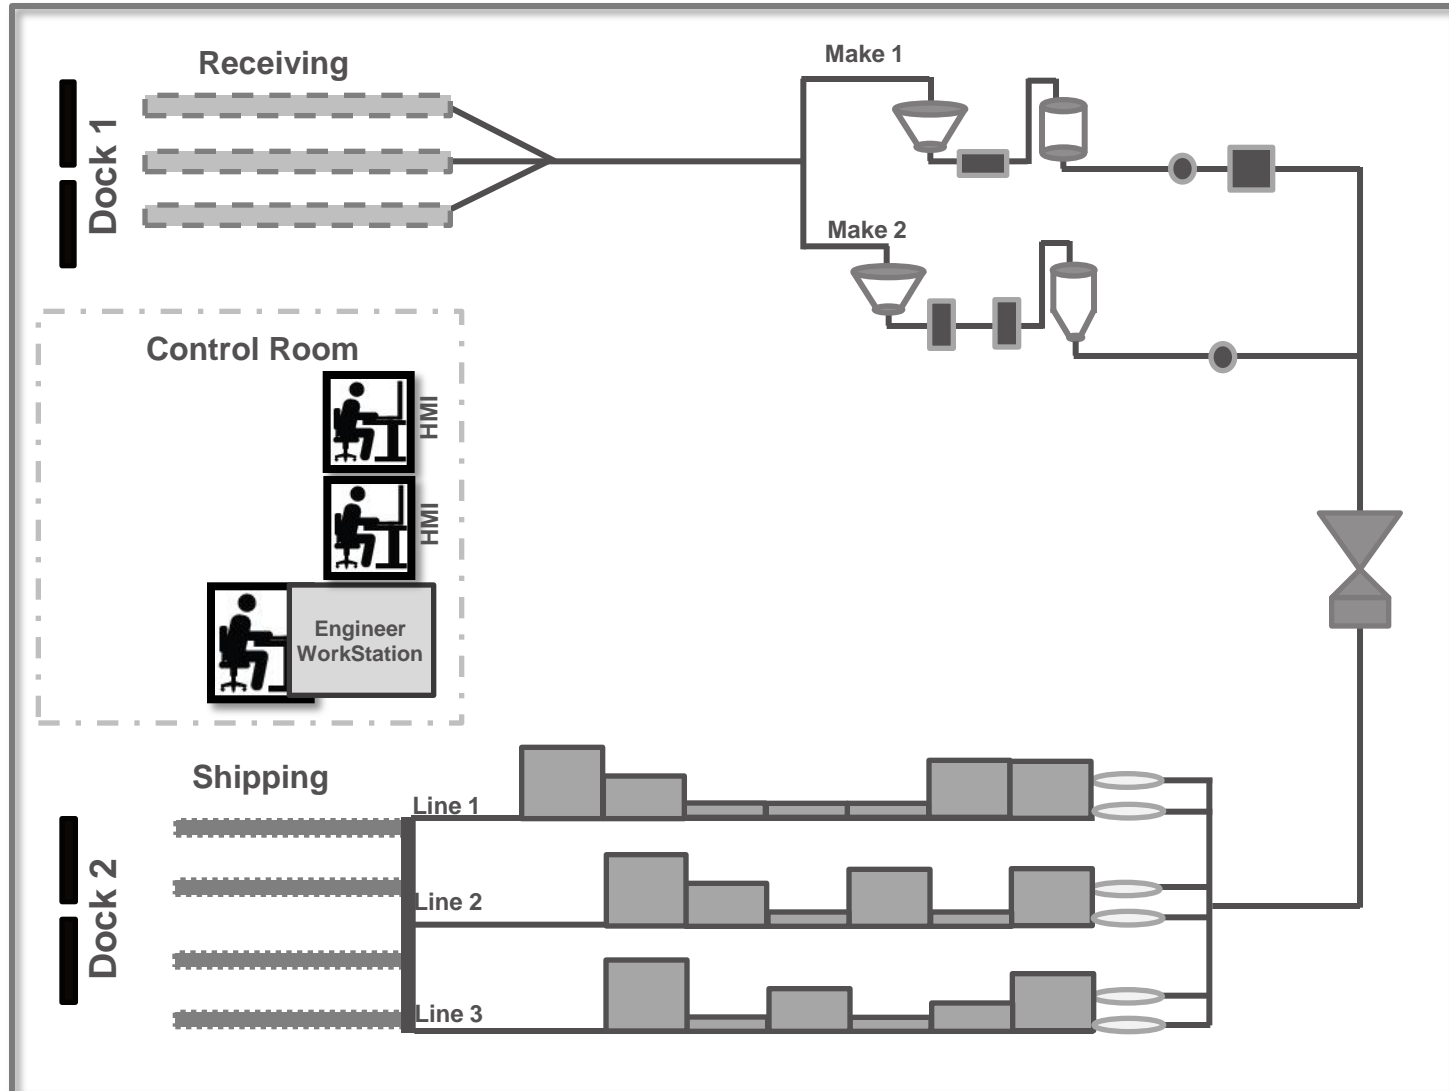 Receiving
Dock 1
Make 1
Make 2
Control Room
HMI
HMI
Engineer
WorkStation
Shipping
Dock 2
Line 1
Line 2
Line 3